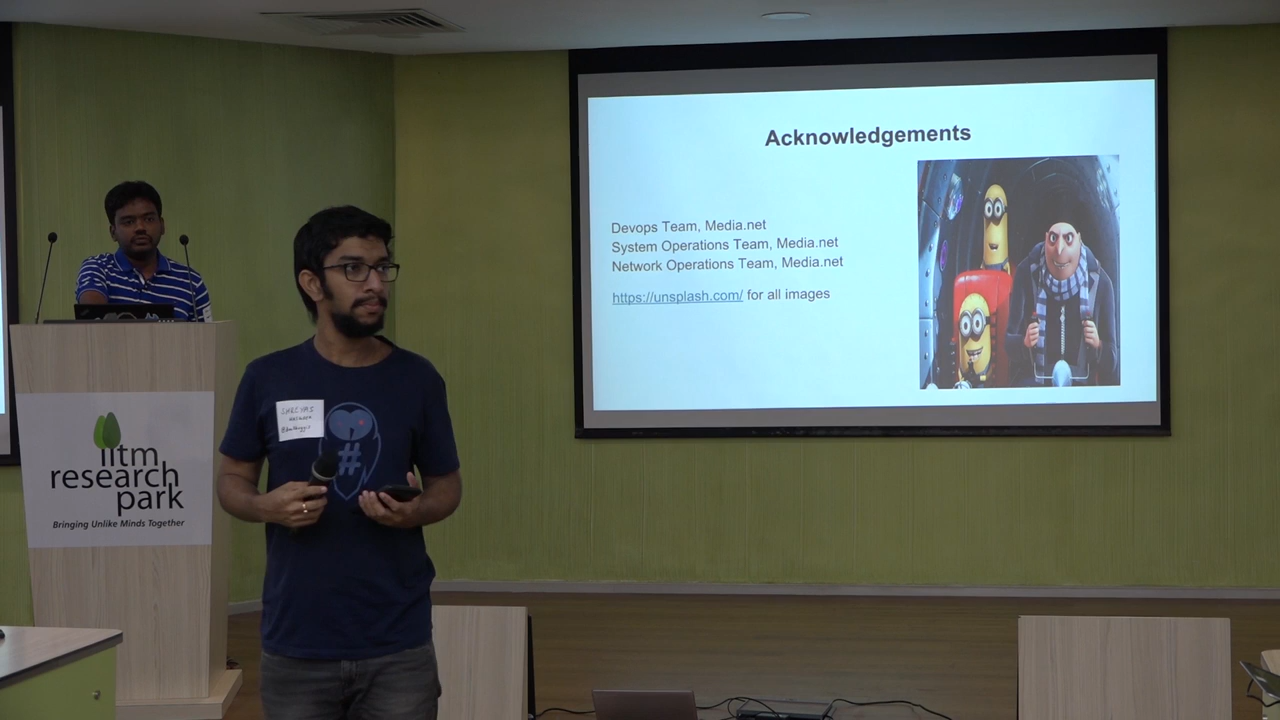 Acknowledgements
Devops Team, Media.net
System Operations Team, Media.net
Network Operations Team, Media.net
https://unsplash.com/ for all images
iitm
research
park
Bringing Unlike Minds Together
SHREYAS
#